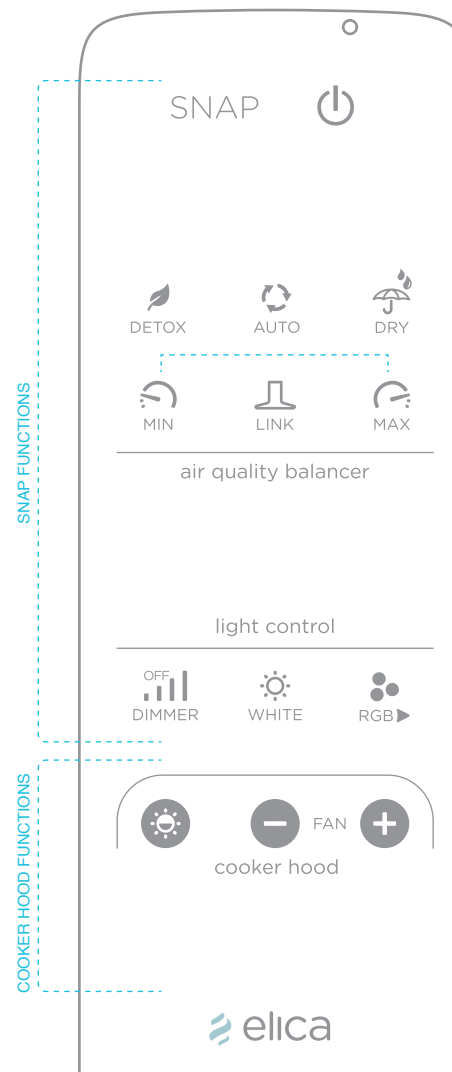 SNAP
DETOX AUTO DRY
MIN LINK MAX
air quality balancer
SNAP FUNCTIONS
light control
OFF
DIMMER WHITE RGB
FAN
cooker hood
COOKER HOOD FUNCTIONS
elica